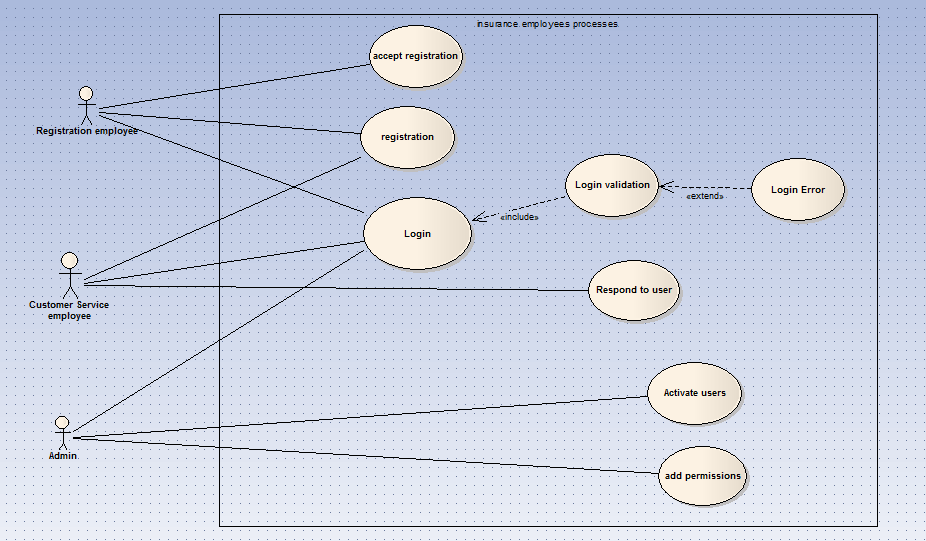 insurance employees processes
accept registration
Registration employee
registration
Login validation
Login Error
«extend»
«include»
Login
Customer Service
employee
Respond to user
Activate users
Admin
add permissions